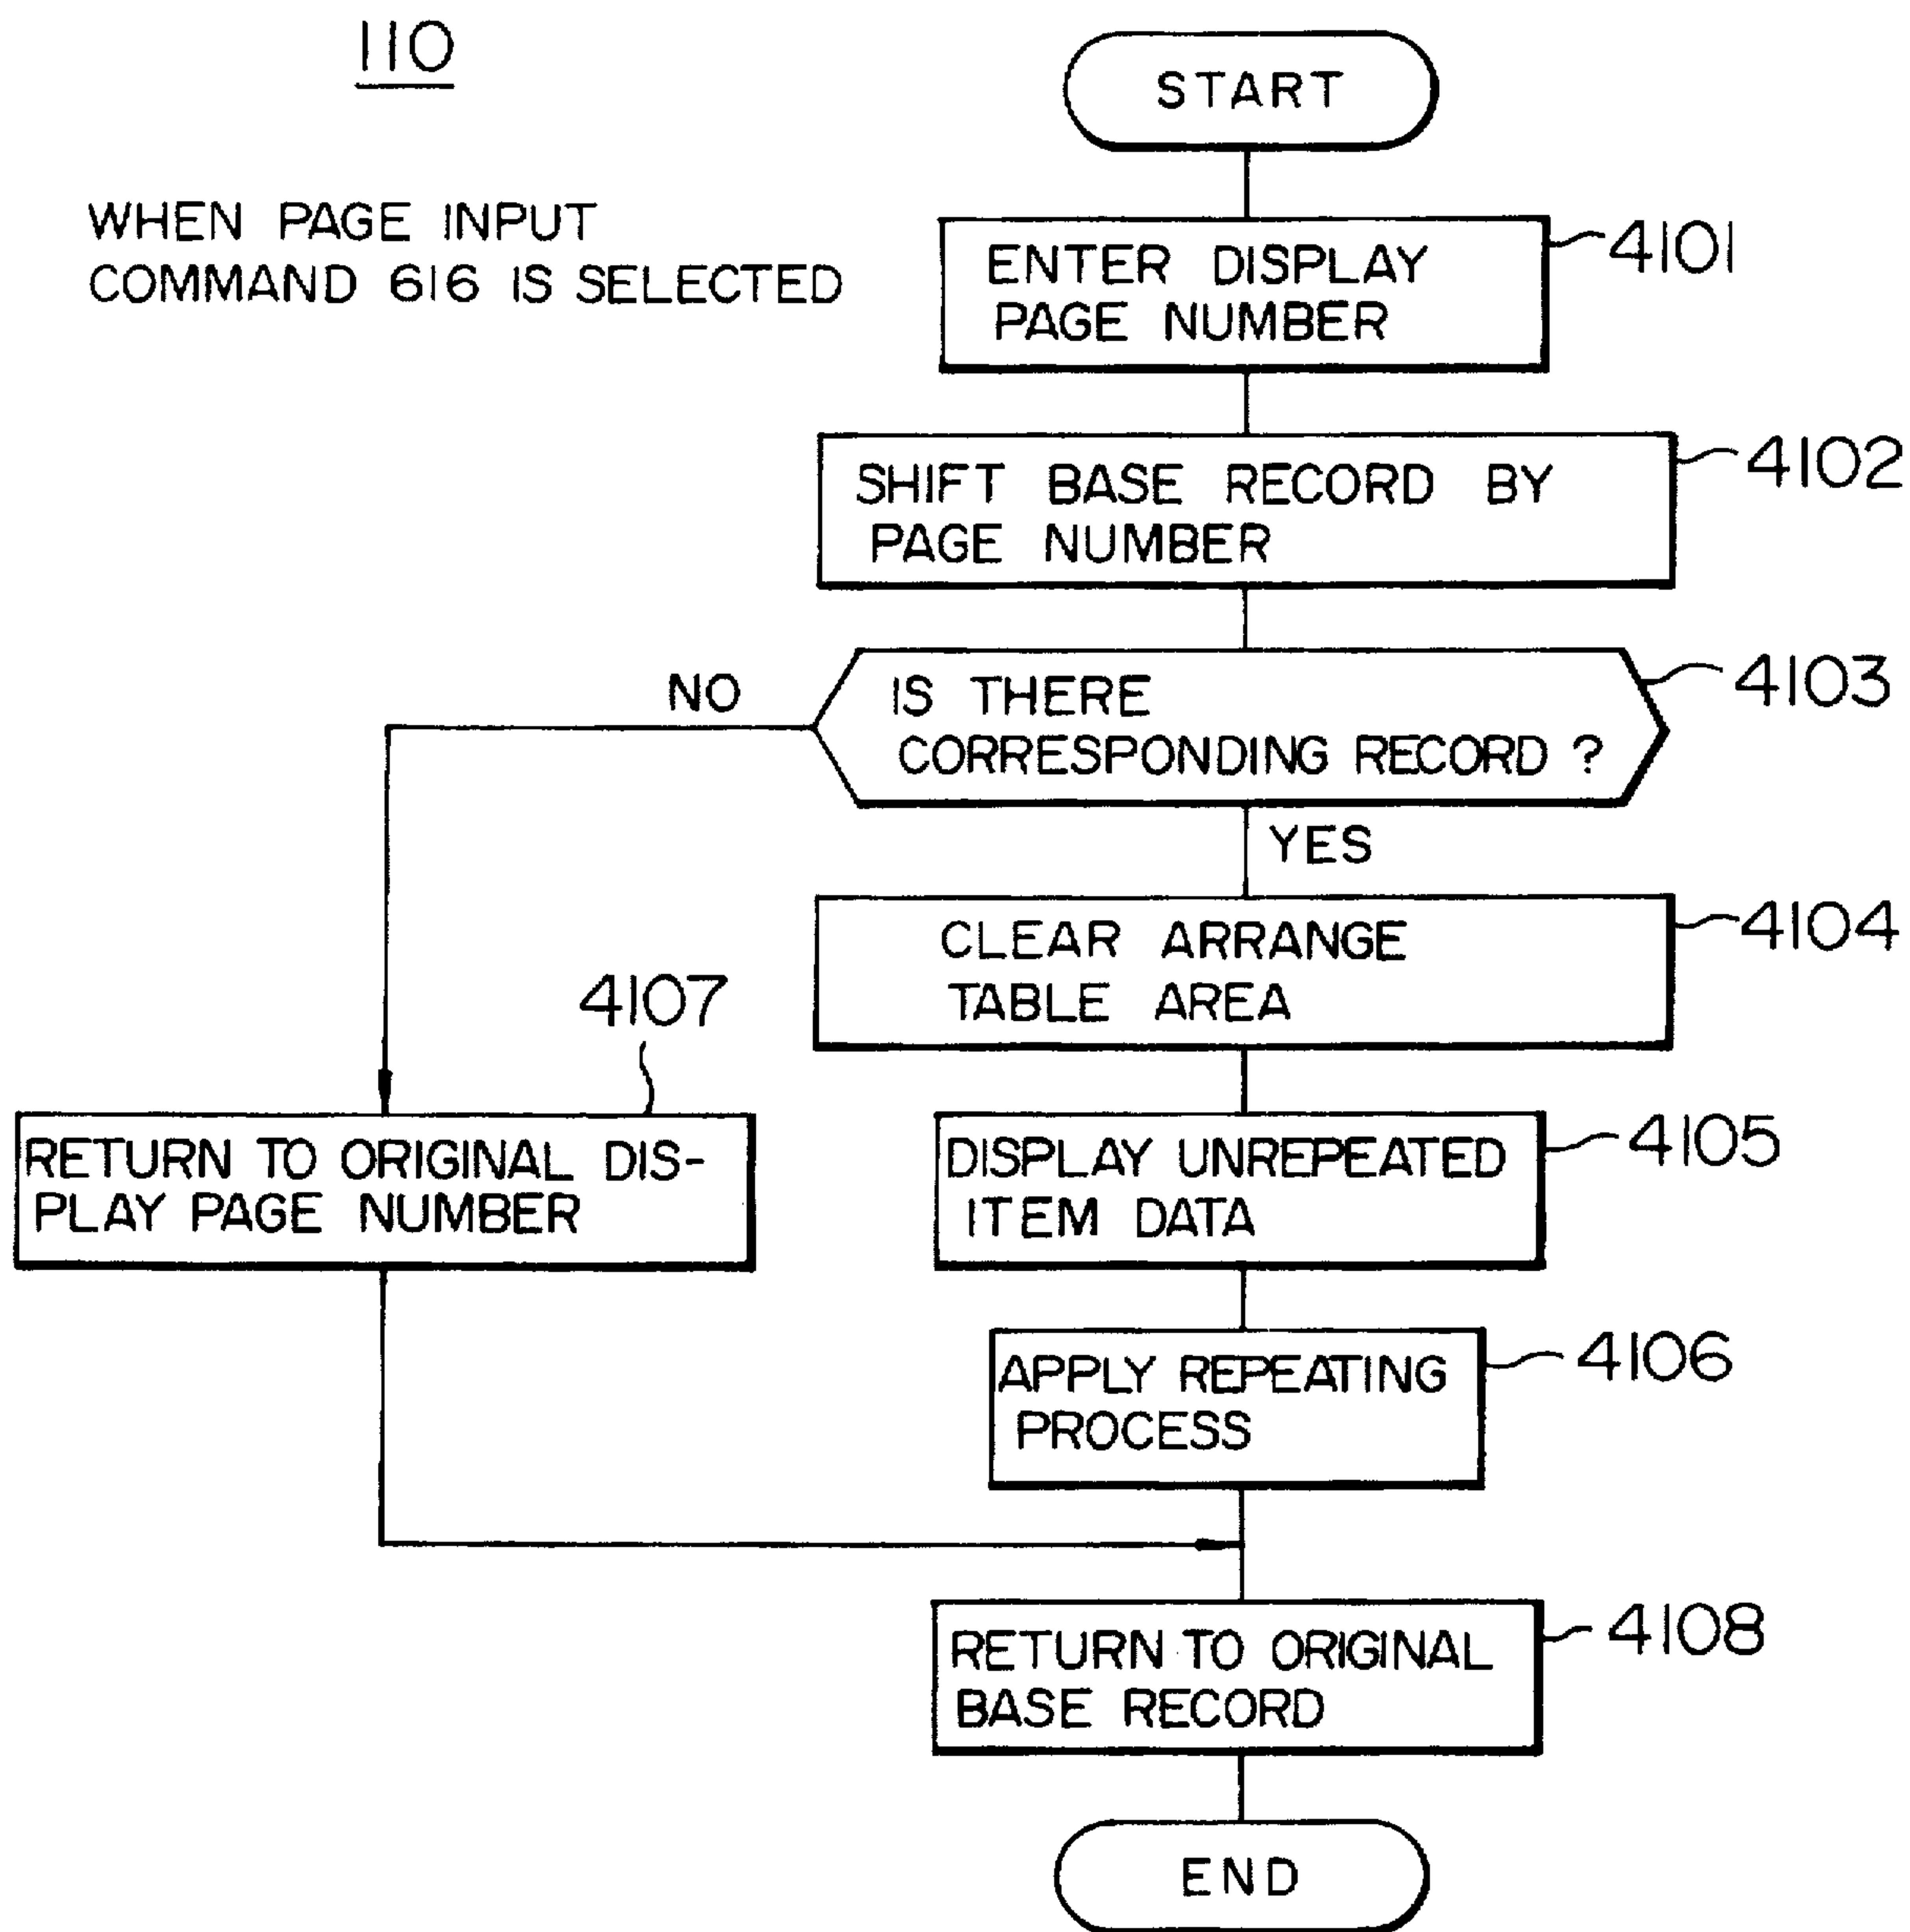 110
START
WHEN PAGE INPUT
COMMAND 616 IS SELECTED
ENTER DISPLAY
PAGE NUMBER
4101
SHIFT BASE RECORD BY
PAGE NUMBER
4102
NO
IS THERE
CORRESPONDING RECORD ?
4103
YES
CLEAR ARRANGE
TABLE AREA
4104
4107
RETURN TO ORIGINAL DIS-
PLAY PAGE NUMBER
DISPLAY UNREPEATED
ITEM DATA
4105
APPLY REPEATING
PROCESS
4106
RETURN TO ORIGINAL
BASE RECORD
4108
END